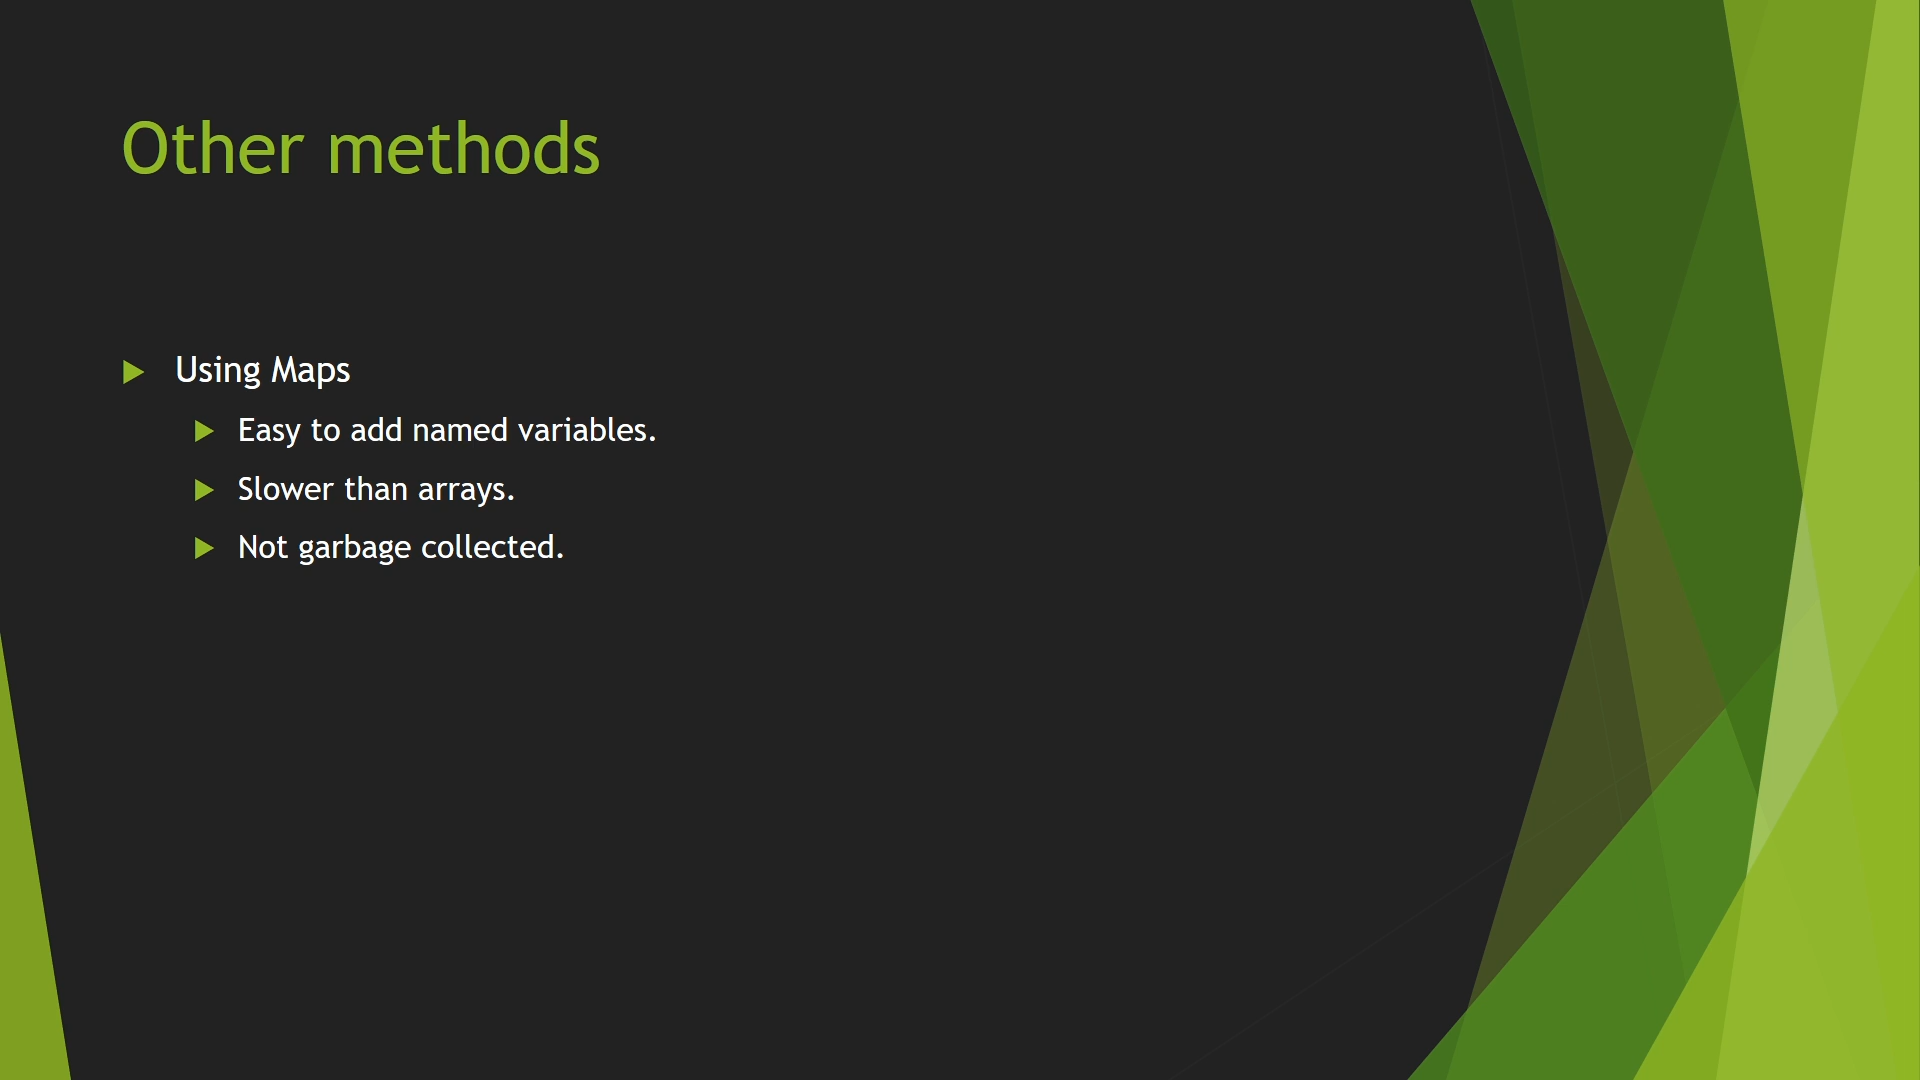 Other methods
Using Maps
Easy to add named variables.
Slower than arrays.
Not garbage collected.